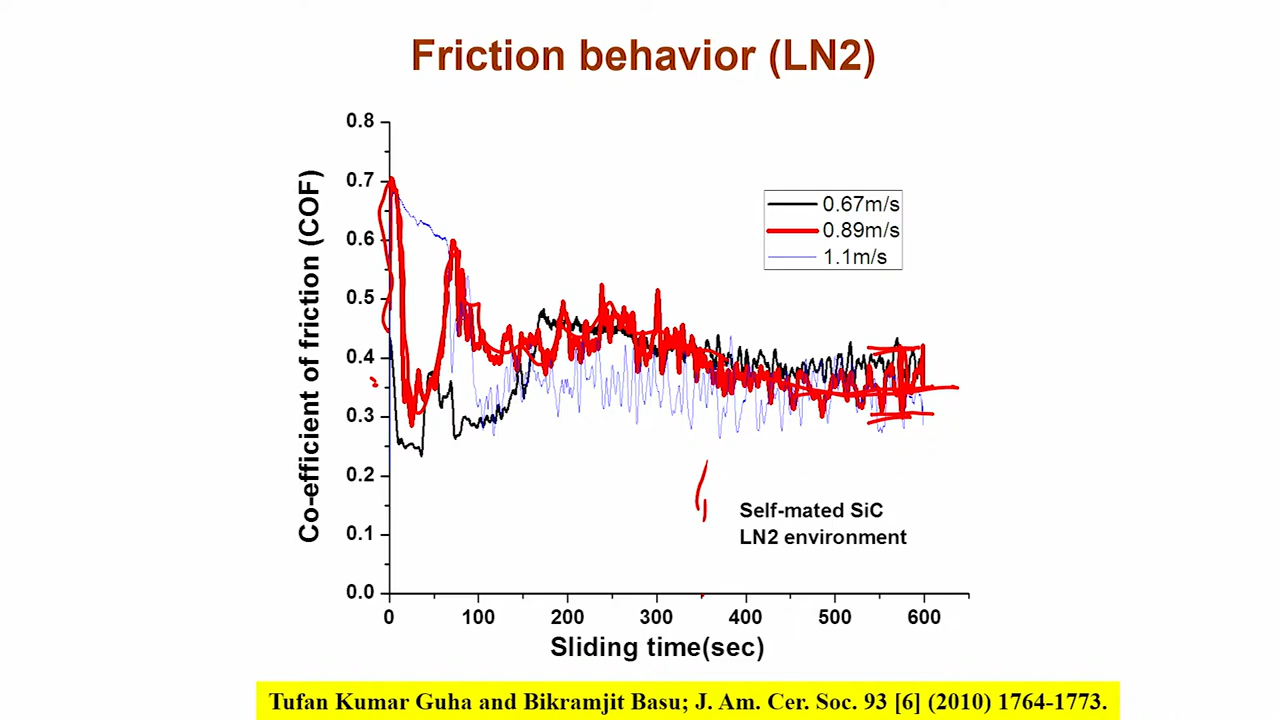 Friction behavior (LN2)
0.8
0.7
0.6
0.5
0.4
0.3
0.2
0.1
0.0
Co-efficient of friction (COF)
0.67m/s
0.89m/s
1.1m/s
Self-mated SiC
LN2 environment
0 100 200 300 400 500 600
Sliding time(sec)
Tufan Kumar Guha and Bikramjit Basu; J. Am. Cer. Soc. 93 [6] (2010) 1764-1773.